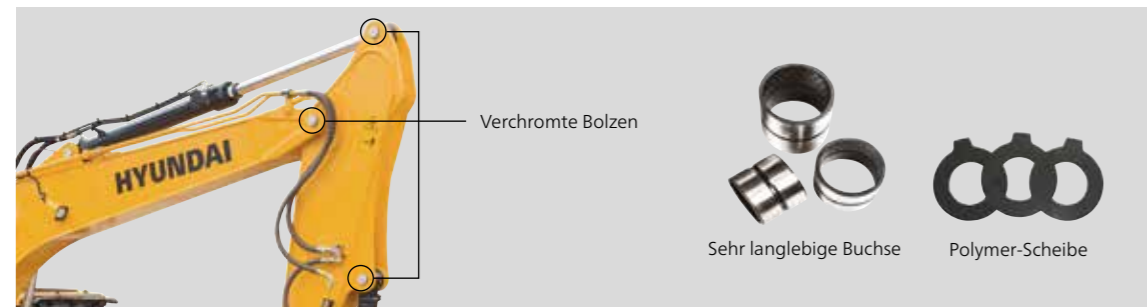 HYUNDAI
Verchromte Bolzen
Sehr langlebige Buchse
Polymer-Scheibe